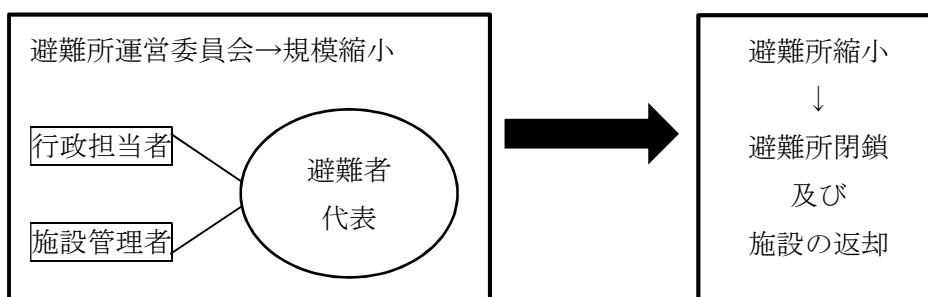 避難所運営委員会→規模縮小
行政担当者
施設管理者
避難者
代表
避難所縮小
↓
避難所閉鎖
及び
施設の返却